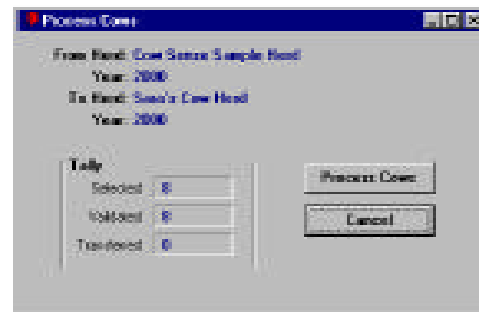 Process Cows
From Herd: Cow Sense Sample Herd
Year: 2000
To Herd: Cow Herd
Year: 2000
Tally
Selected 8
Validated 8
Transferred 0
Process Cows
Cancel